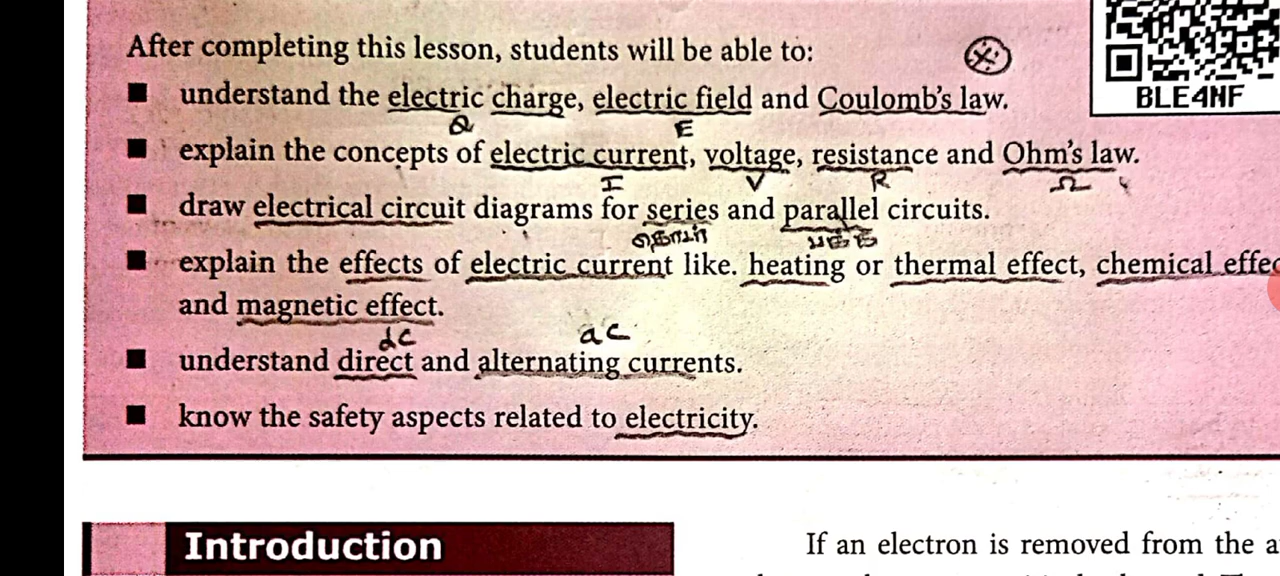 After completing this lesson, students will be able to:
BLE4NF
■ understand the electric charge, electric field and Coulomb's law.
Q E
■ explain the concepts of electric current, voltage, resistance and Ohm's law.
I V R Ω
■ draw electrical circuit diagrams for series and parallel circuits.
■ explain the effects of electric current like. heating or thermal effect, chemical effec
and magnetic effect.
dc ac
■ understand direct and alternating currents.
■ know the safety aspects related to electricity.
Introduction
If an electron is removed from the a